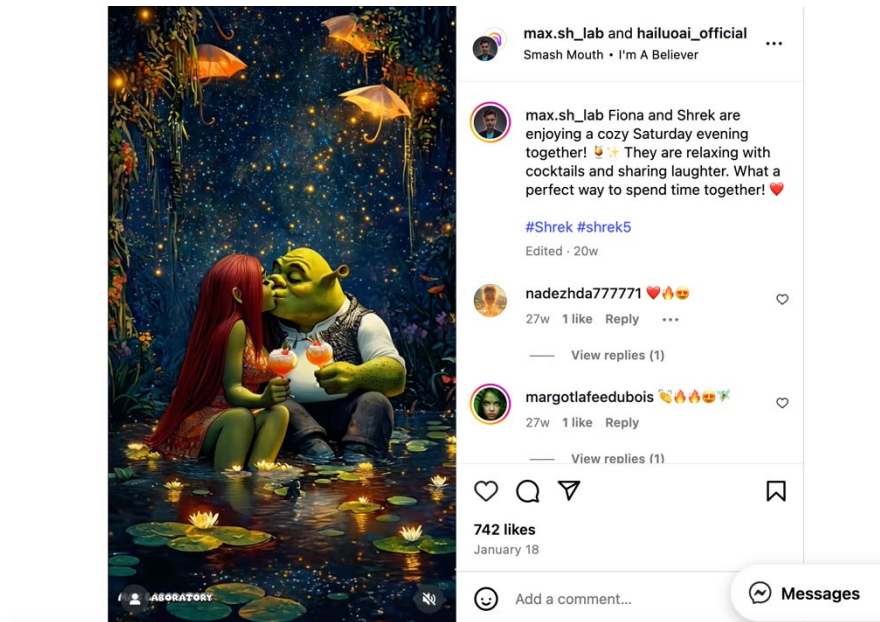 max.sh_lab and hailuoai_official
Smash Mouth • I'm A Believer
max.sh_lab Fiona and Shrek are
enjoying a cozy Saturday evening
together! 🍹✨ They are relaxing with
cocktails and sharing laughter. What a
perfect way to spend time together! ❤️
#Shrek #shrek5
Edited · 20w
nadezhda777771 ❤️🔥😍
27w 1 like Reply
View replies (1)
margotlafeedubois 👏🔥🔥😍💸
27w 1 like Reply
View replies (1)
742 likes
January 18
Add a comment...
Messages